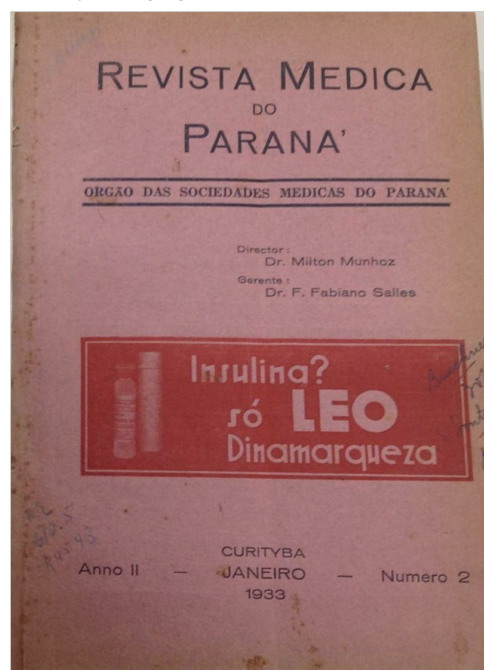 REVISTA MEDICA
DO
PARANA'
ORGÃO DAS SOCIEDADES MEDICAS DO PARANA'
Director:
Dr. Milton Munhoz
Gerente:
Dr. F. Fabiano Salles
Insulina?
só LEO
Dinamarqueza
CURITYBA
Anno II — JANEIRO — Numero 2
1933